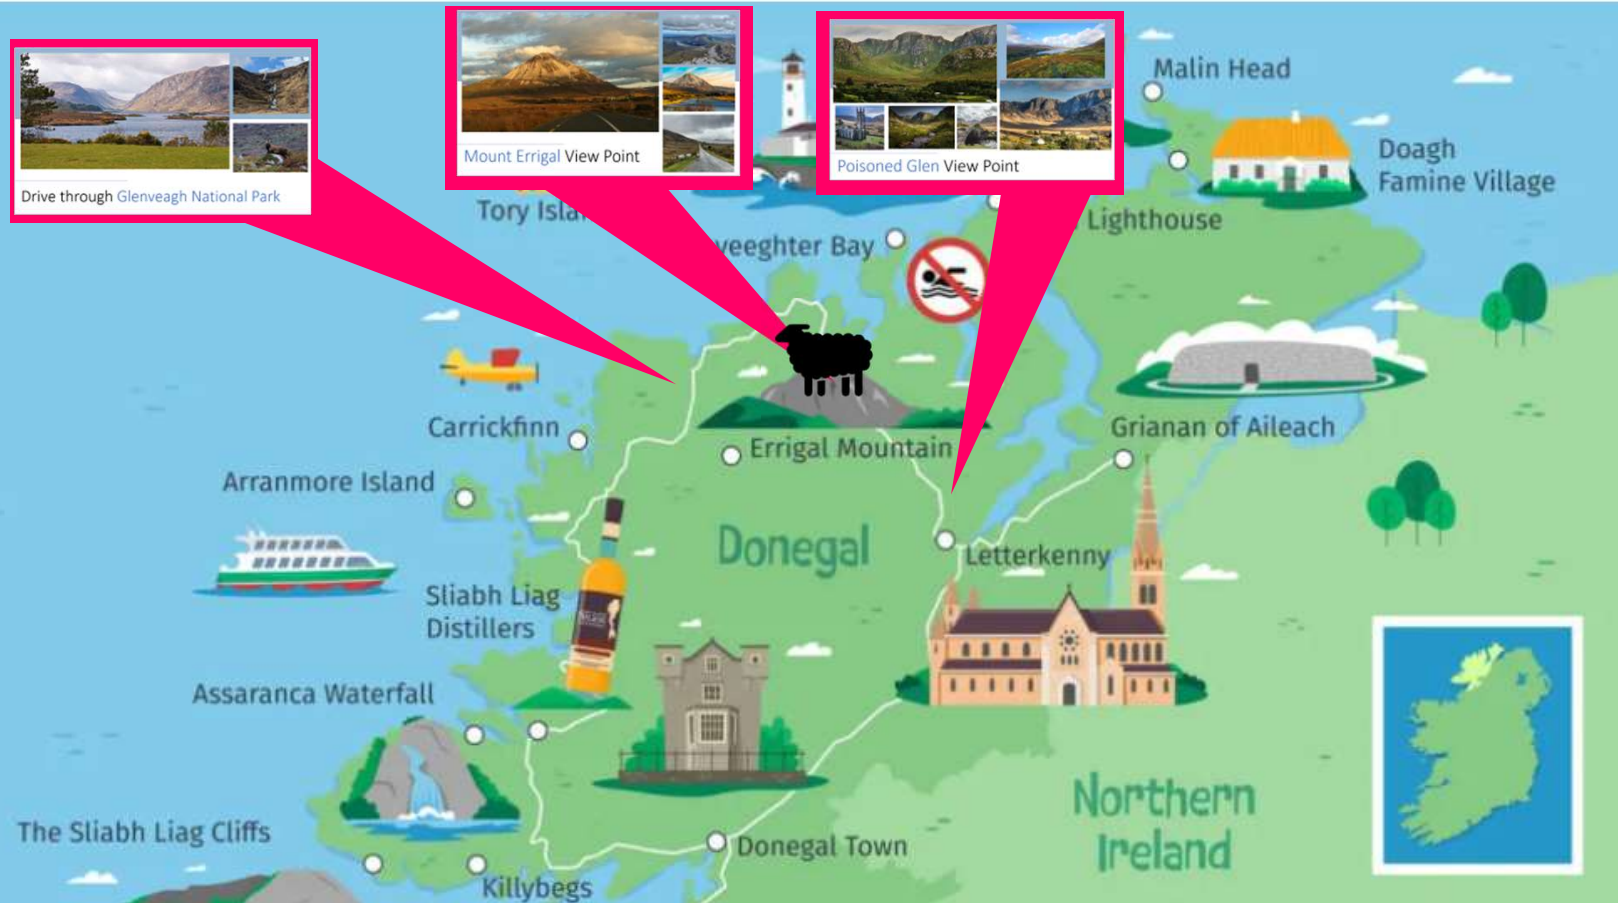 Drive through Glenveagh National Park
Mount Errigal View Point
Poisoned Glen View Point
Malin Head
Doagh
Famine Village
Tory
Lighthouse
Bay
Carrickfinn
Errigal Mountain
Grianan of Aileach
Arranmore Island
Donegal
Letterkenny
Sliabh Liag
Distillers
Assaranca Waterfall
The Sliabh Liag Cliffs
Donegal Town
Killybegs
Northern
Ireland